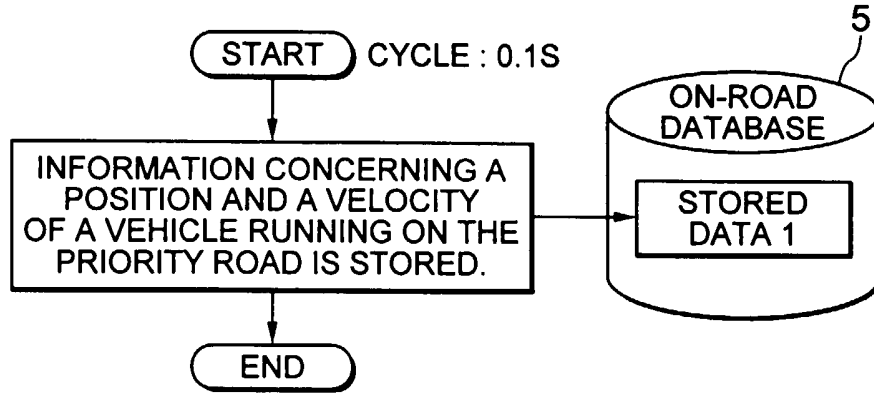 5
START CYCLE : 0.1S
ON-ROAD
DATABASE
INFORMATION CONCERNING A
POSITION AND A VELOCITY
OF A VEHICLE RUNNING ON THE
PRIORITY ROAD IS STORED.
STORED
DATA 1
END